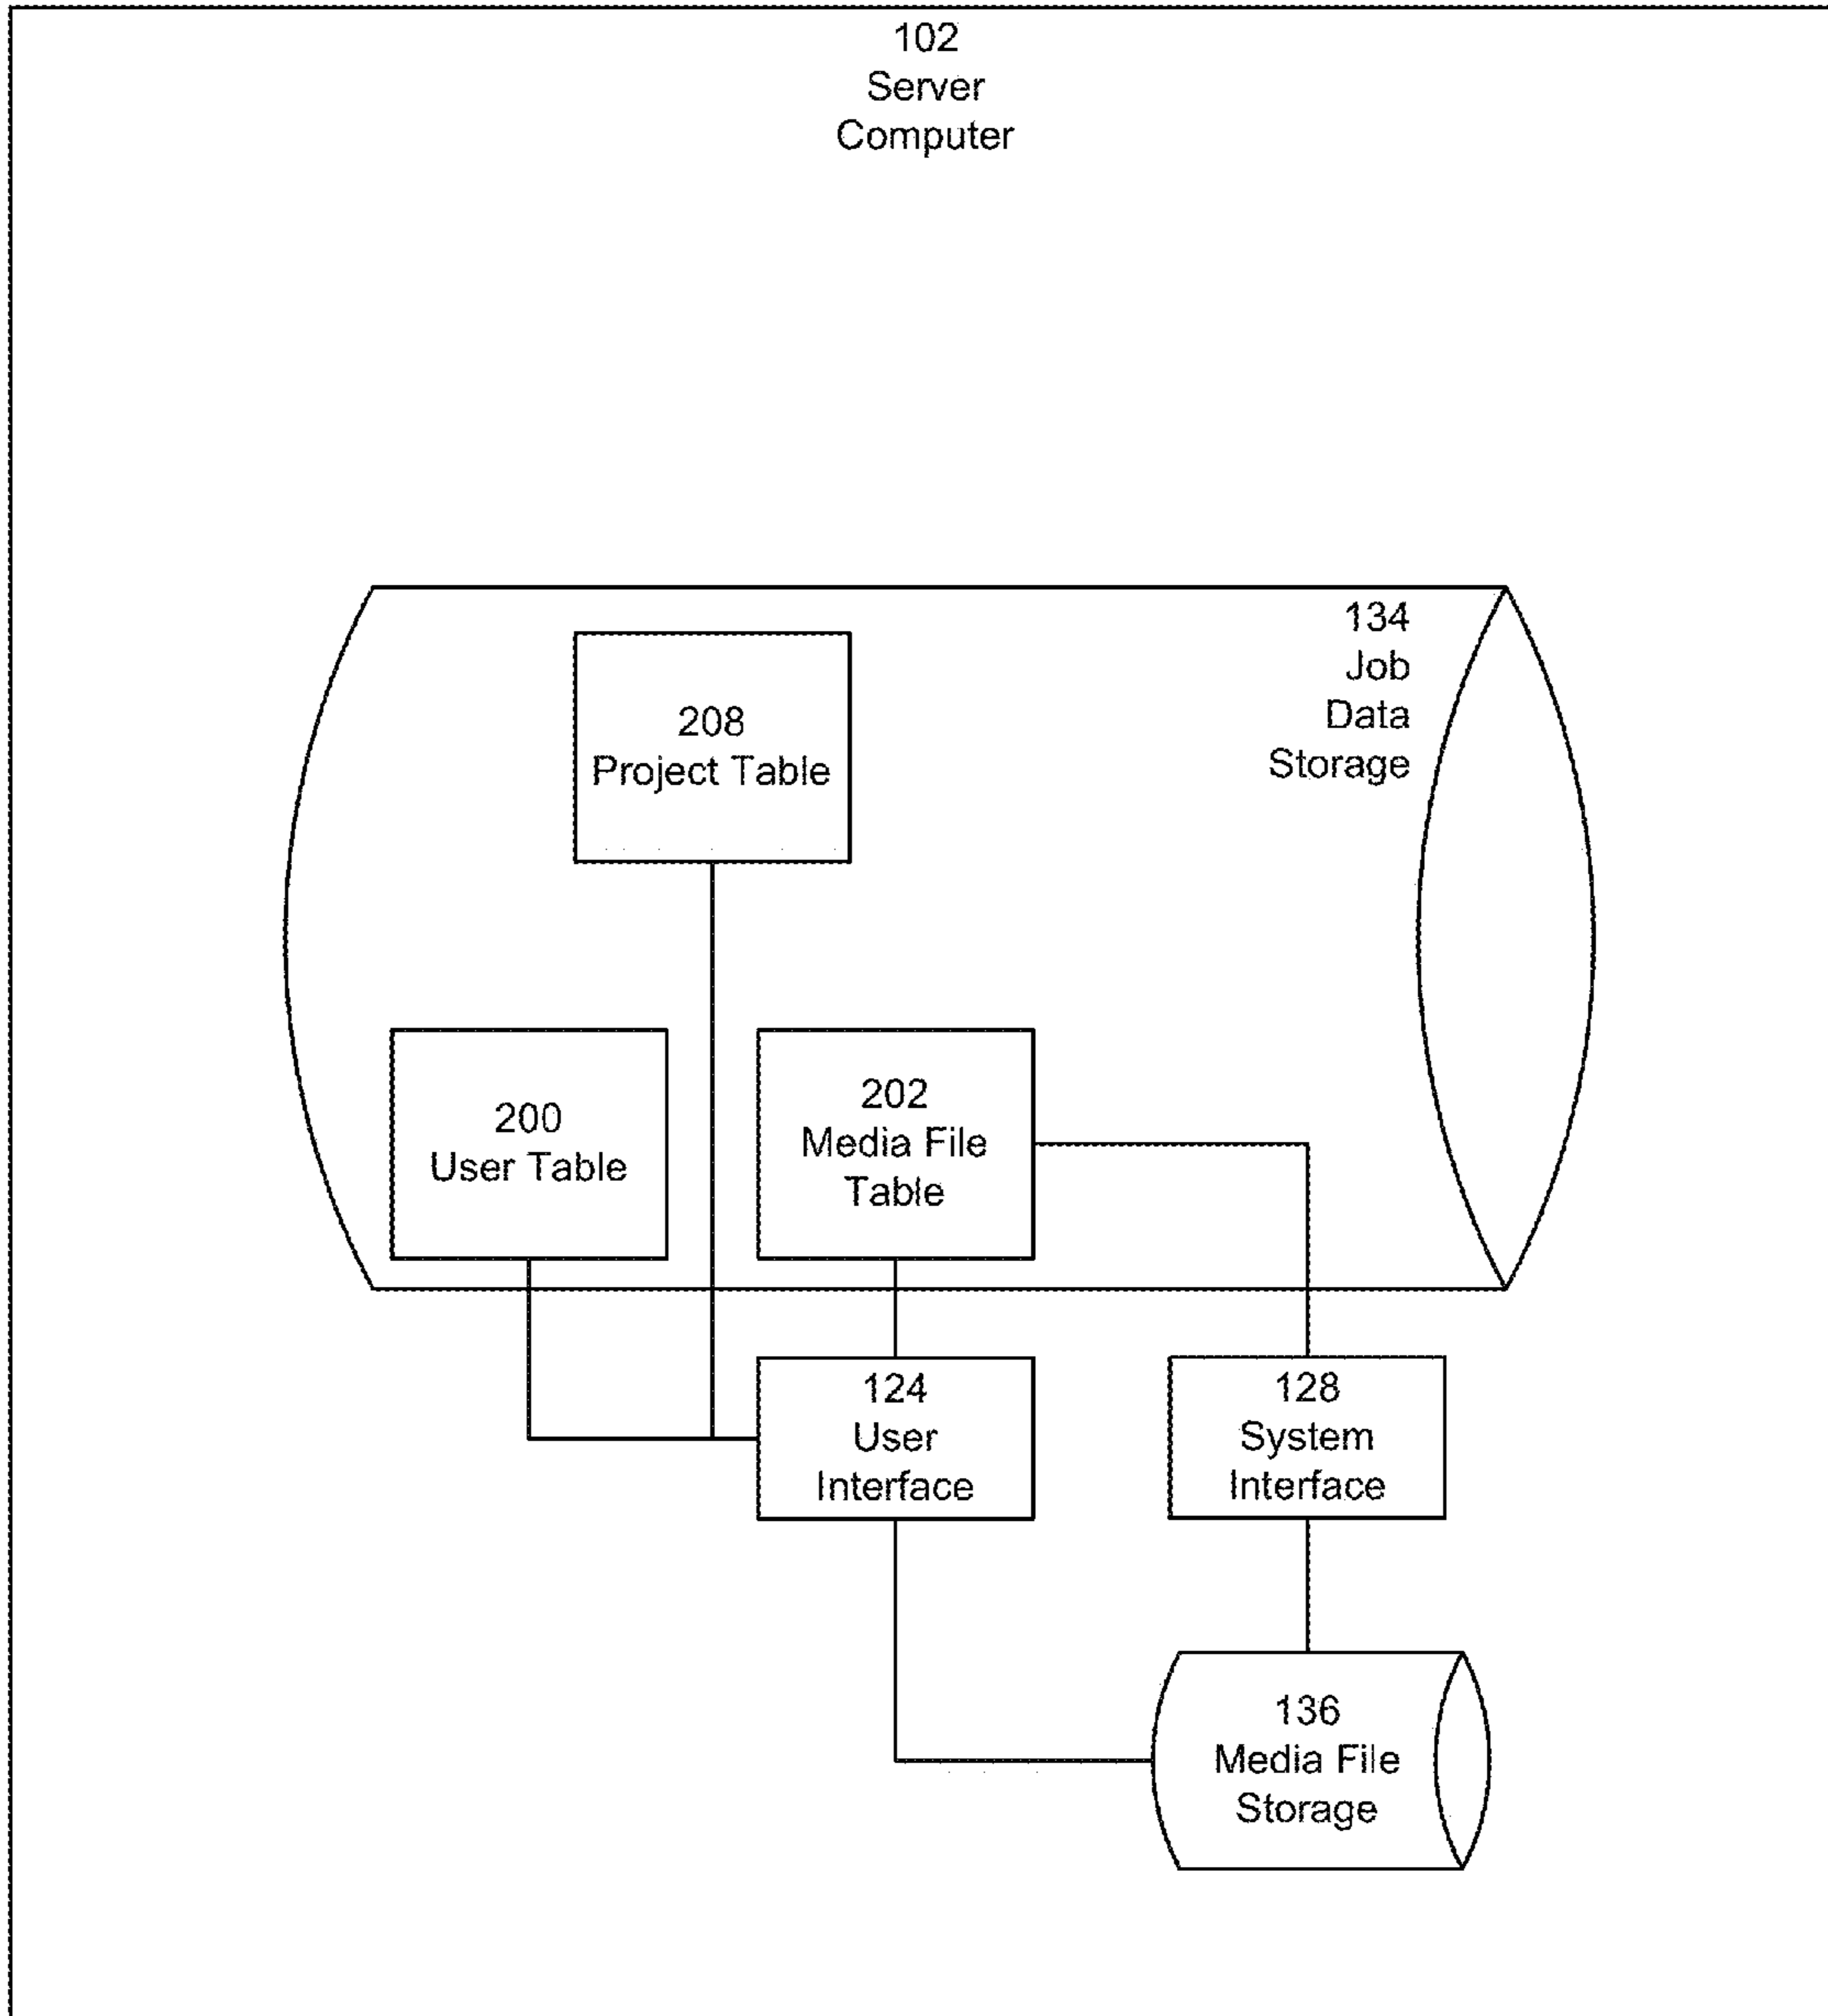 102
Server
Computer
134
Job
Data
Storage
208
Project Table
200
User Table
202
Media File
Table
124
User
Interface
128
System
Interface
136
Media File
Storage